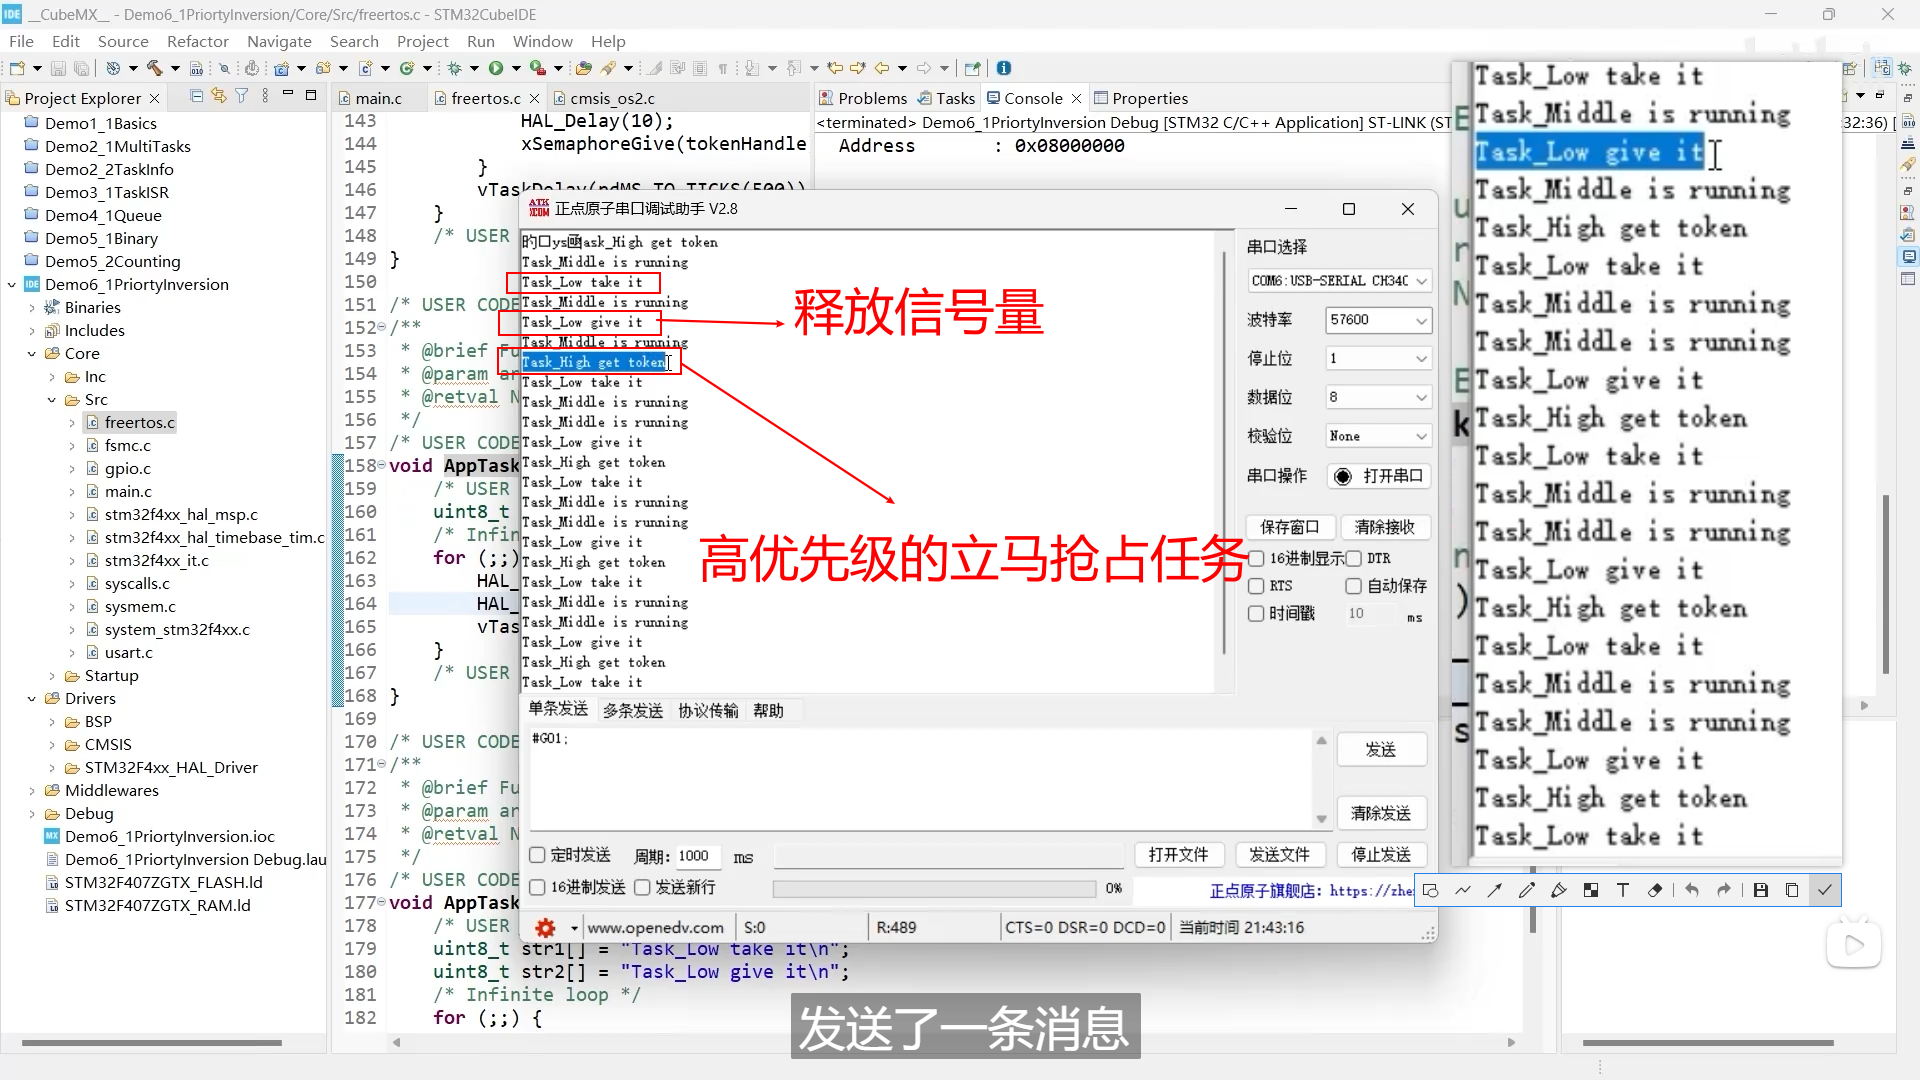 __CubeMX__ - Demo6_1PriortyInversion/Core/Src/freertos.c - STM32CubeIDE
File Edit Source Refactor Navigate Search Project Run Window Help
Project Explorer
Demo1_1Basics
Demo2_1MultiTasks
Demo2_2TaskInfo
Demo3_1TaskISR
Demo4_1Queue
Demo5_1Binary
Demo5_2Counting
Demo6_1PriortyInversion
Binaries
Includes
Core
Inc
Src
freertos.c
fsmc.c
gpio.c
main.c
stm32f4xx_hal_msp.c
stm32f4xx_hal_timebase_tim.c
stm32f4xx_it.c
syscalls.c
sysmem.c
system_stm32f4xx.c
usart.c
Startup
Drivers
BSP
CMSIS
STM32F4xx_HAL_Driver
Middlewares
Debug
Demo6_1PriortyInversion.ioc
Demo6_1PriortyInversion Debug.lau
STM32F407ZGTX_FLASH.ld
STM32F407ZGTX_RAM.ld
main.c freertos.c cmsis_os2.c
143 HAL_Delay(10);
144 xSemaphoreGive(tokenHandle
145 }
146 vTaskDelay(pdMS_TO_TICKS(500))
147 }
148 /* USER
149 }
150
151 /* USER CODE
152 /**
153 * @brief Fu
154 * @param ar
155 * @retval N
156 */
157 /* USER CODE
158 void AppTask
159 /* USER
160 uint8_t
161 /* Infin
162 for (;;)
163 HAL_
164 HAL_
165 vTas
166 }
167 /* USER
168 }
169
170 /* USER CODE
171 /**
172 * @brief Fu
173 * @param ar
174 * @retval N
175 */
176 /* USER CODE
177 void AppTask
178 /* USER
179 uint8_t str1[] = "Task_Low take it\n";
180 uint8_t str2[] = "Task_Low give it\n";
181 /* Infinite loop */
182 for (;;) {
Problems Tasks Console Properties
<terminated> Demo6_1PriortyInversion Debug [STM32 C/C++ Application] ST-LINK (ST
32:36) [
Address : 0x08000000
正点原子串口调试助手 V2.8
ask_High get token
Task_Middle is running
Task_Low take it
Task_Middle is running
Task_Low give it
Task_Middle is running
Task_High get token
Task_Low take it
Task_Middle is running
Task_Middle is running
Task_Low give it
Task_High get token
Task_Low take it
Task_Middle is running
Task_Middle is running
Task_Low give it
Task_High get token
Task_Low take it
Task_Middle is running
Task_Middle is running
Task_Low give it
Task_High get token
Task_Low take it
释放信号量
高优先级的立马抢占任务
串口选择
COM6:USB-SERIAL CH34C
波特率 57600
停止位 1
数据位 8
校验位 None
串口操作 打开串口
保存窗口 清除接收
16进制显示 DTR
RTS 自动保存
时间戳 10 ms
单条发送 多条发送 协议传输 帮助
#G01;
发送
清除发送
定时发送 周期: 1000 ms 打开文件 发送文件 停止发送
16进制发送 发送新行 0% 正点原子旗舰店: https://zhe
www.openedv.com S:0 R:489 CTS=0 DSR=0 DCD=0 当前时间 21:43:16
Task_Low take it
Task_Middle is running
Task_Low give it
Task_Middle is running
Task_High get token
Task_Low take it
Task_Middle is running
Task_Middle is running
Task_Low give it
Task_High get token
Task_Low take it
Task_Middle is running
Task_Middle is running
Task_Low give it
Task_High get token
Task_Low take it
Task_Middle is running
Task_Middle is running
Task_Low give it
Task_High get token
Task_Low take it
发送了一条消息